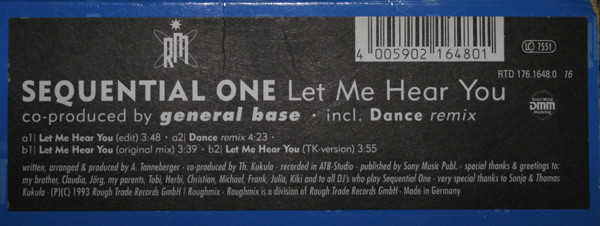 RM
4 005902 164801
LC 7551
RTD 176.1648.0 16
SEQUENTIAL ONE Let Me Hear You
Direct Metal
DMM
Mastering
co-produced by general base · incl. Dance remix
a1| Let Me Hear You (edit) 3:48 · a2| Dance remix 4:23 ·
b1| Let Me Hear You (original mix) 3:39 · b2| Let Me Hear You (TK-version) 3:55
written, arranged & produced by A. Tanneberger · co-produced by Th. Kukula · recorded in ATB-Studio · published by Sony Music Publ. · special thanks & greetings to:
my brother, Claudia, Jörg, my parents, Tobi, Herbi, Christian, Michael, Frank, Julia, Kiki and to all DJ's who play Sequential One · very special thanks to Sonja & Thomas
Kukula · (P)(C) 1993 Rough Trade Records GmbH | Roughmix · Roughmix is a division of Rough Trade Records GmbH · Made in Germany